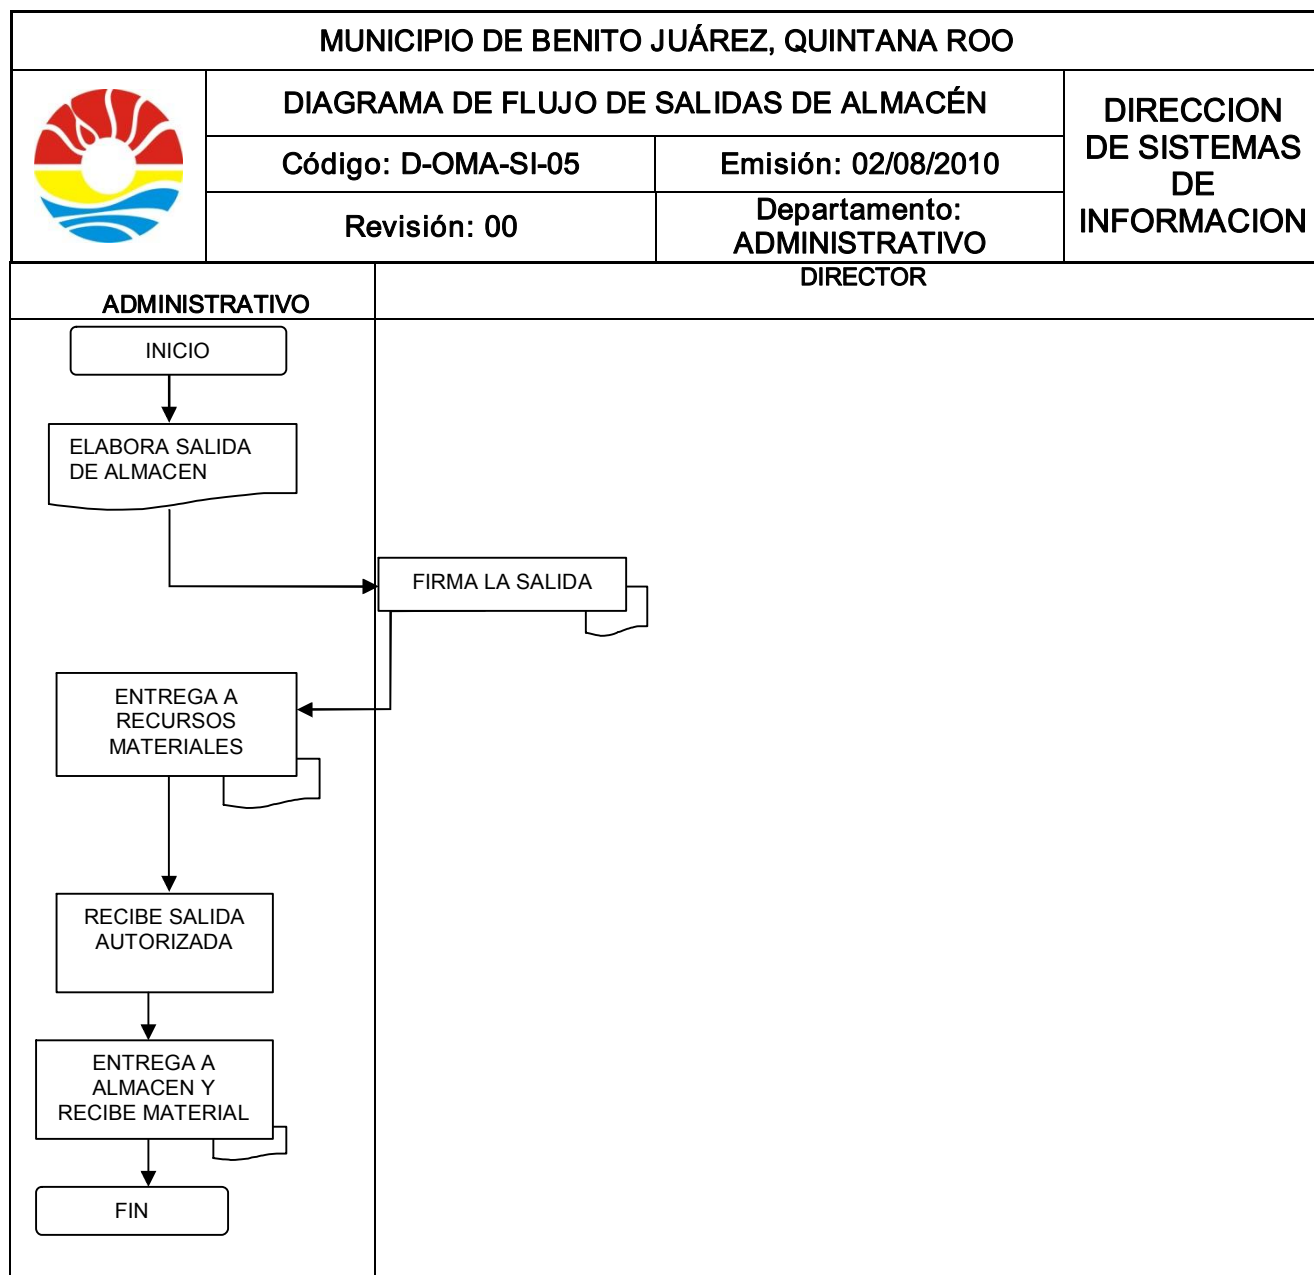 MUNICIPIO DE BENITO JUÁREZ, QUINTANA ROO
DIAGRAMA DE FLUJO DE SALIDAS DE ALMACÉN
Código: D-OMA-SI-05
Emisión: 02/08/2010
Revisión: 00
Departamento:
ADMINISTRATIVO
DIRECCION
DE SISTEMAS
DE
INFORMACION
ADMINISTRATIVO
DIRECTOR
INICIO
ELABORA SALIDA
DE ALMACEN
FIRMA LA SALIDA
ENTREGA A
RECURSOS
MATERIALES
RECIBE SALIDA
AUTORIZADA
ENTREGA A
ALMACEN Y
RECIBE MATERIAL
FIN